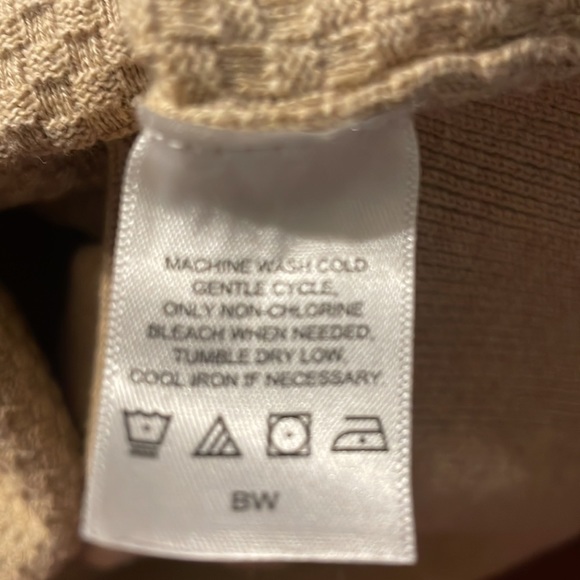 MACHINE WASH COLD
GENTLE CYCLE,
ONLY NON-CHLORINE
BLEACH WHEN NEEDED,
TUMBLE DRY LOW.
COOL IRON IF NECESSARY.
BW